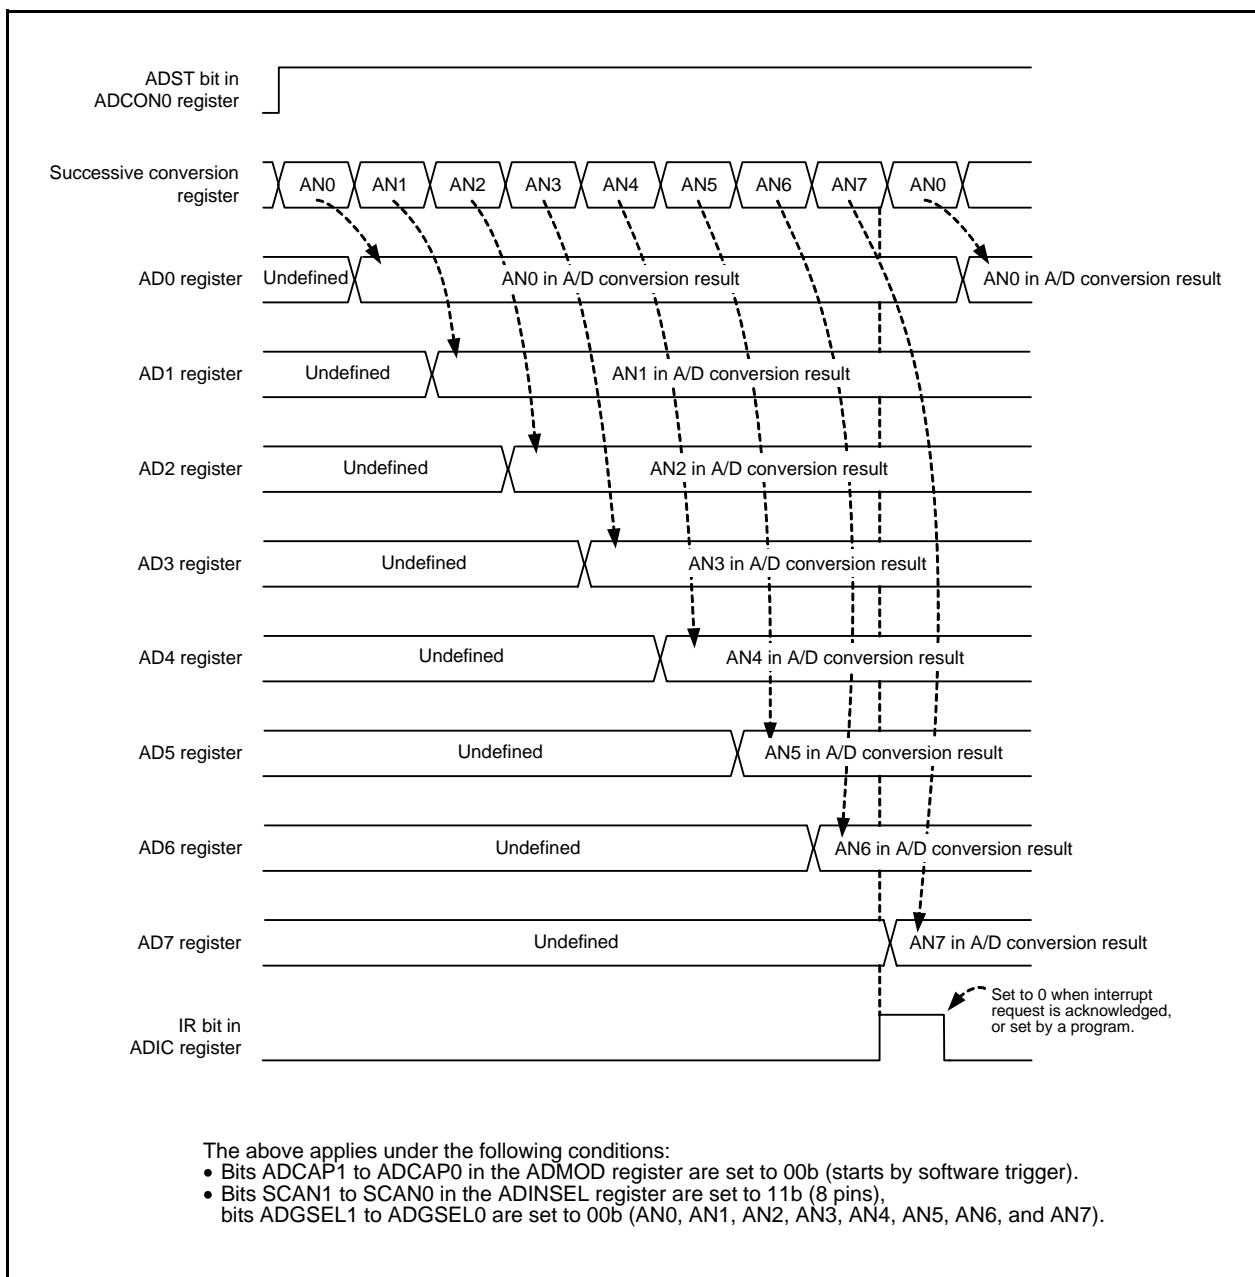 ADST bit in
ADCON0 register
Successive conversion
register
AN0 AN1 AN2 AN3 AN4 AN5 AN6 AN7 AN0
AD0 register
Undefined
AN0 in A/D conversion result
AN0 in A/D conversion result
AD1 register
Undefined
AN1 in A/D conversion result
AD2 register
Undefined
AN2 in A/D conversion result
AD3 register
Undefined
AN3 in A/D conversion result
AD4 register
Undefined
AN4 in A/D conversion result
AD5 register
Undefined
AN5 in A/D conversion result
AD6 register
Undefined
AN6 in A/D conversion result
AD7 register
Undefined
AN7 in A/D conversion result
IR bit in
ADIC register
Set to 0 when interrupt
request is acknowledged,
or set by a program.
The above applies under the following conditions:
• Bits ADCAP1 to ADCAP0 in the ADMOD register are set to 00b (starts by software trigger).
• Bits SCAN1 to SCAN0 in the ADINSEL register are set to 11b (8 pins),
bits ADGSEL1 to ADGSEL0 are set to 00b (AN0, AN1, AN2, AN3, AN4, AN5, AN6, and AN7).